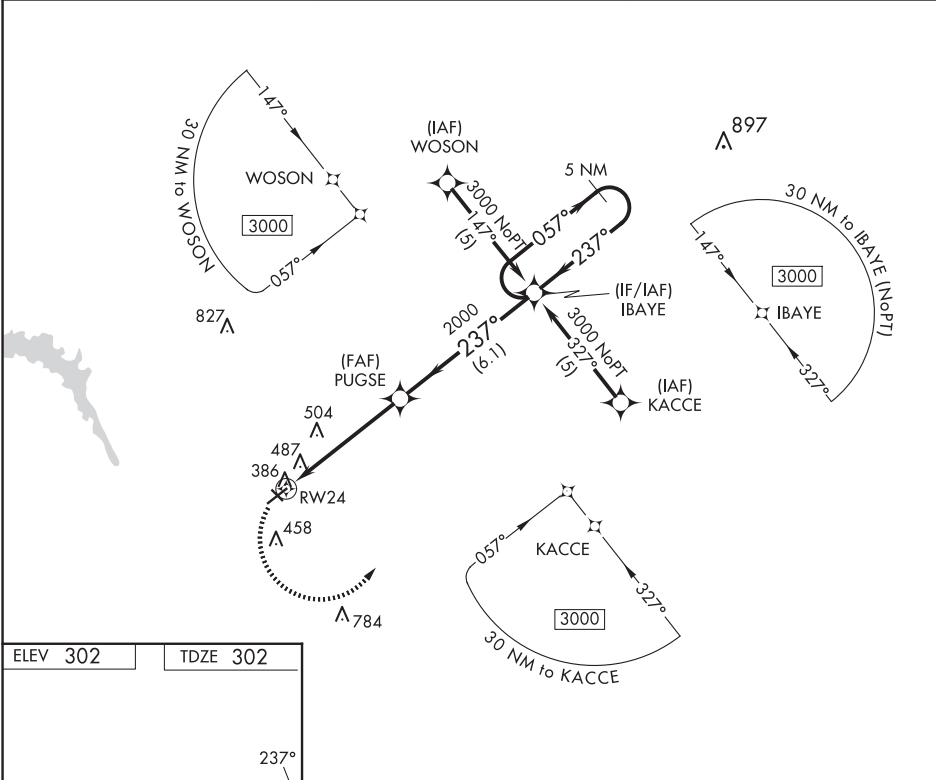 147°
30 NM to WOSON
WOSON
3000
057°
(IAF)
WOSON
3000 NoPT
147°
(5)
5 NM
057°
237°
897
30 NM to IBAYE (NoPT)
147°
3000
IBAYE
327°
827
(IF/IAF)
IBAYE
2000
237°
(6.1)
3000 NoPT
327°
(5)
(IAF)
KACCE
(FAF)
PUGSE
504
487
386
RW24
458
784
057°
KACCE
327°
3000
30 NM to KACCE
ELEV 302
TDZE 302
237°